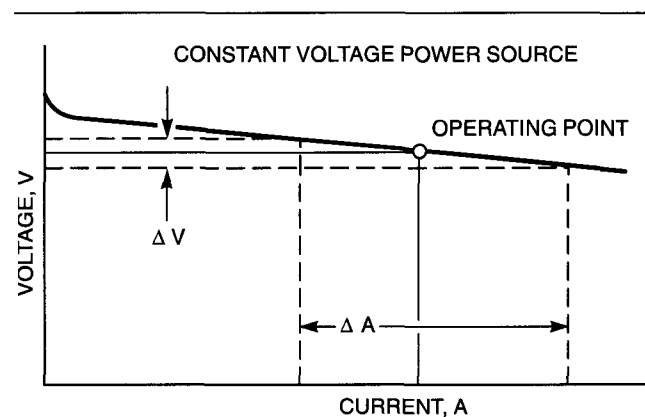 CONSTANT VOLTAGE POWER SOURCE
OPERATING POINT
VOLTAGE, V
Δ V
Δ A
CURRENT, A